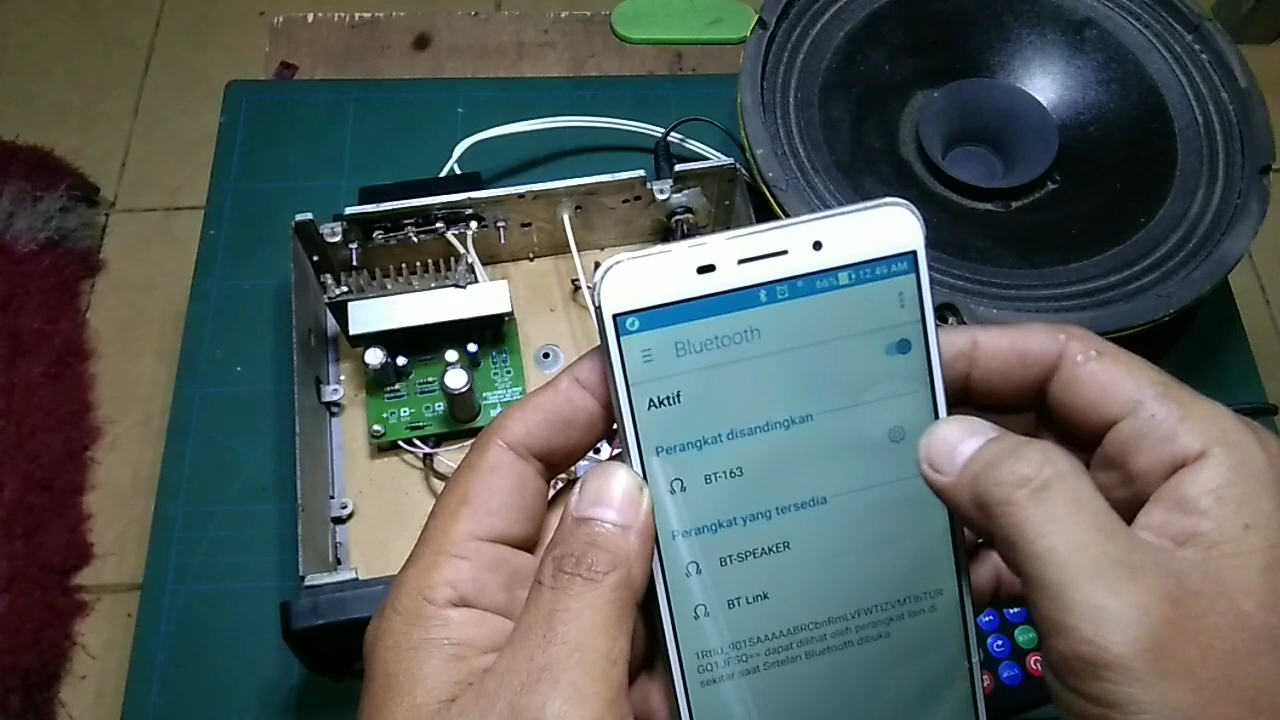 66% 12.49 AM
Bluetooth
Aktif
Perangkat disandingkan
BT-163
Perangkat yang tersedia
BT-SPEAKER
BT Link
dapat dilihat oleh perangkat lain di
sekitar saat Setelan Bluetooth dibuka